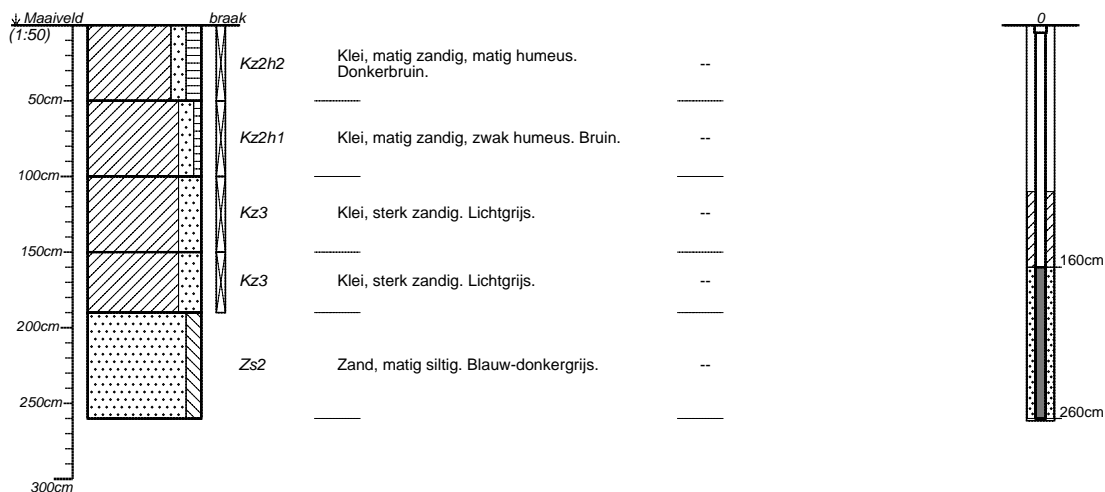 Maaiveld braak 0
(1:50)
Kz2h2 Klei, matig zandig, matig humeus. --
Donkerbruin.
50cm
Kz2h1 Klei, matig zandig, zwak humeus. Bruin. --
100cm
Kz3 Klei, sterk zandig. Lichtgrijs. --
150cm
160cm
Kz3 Klei, sterk zandig. Lichtgrijs. --
200cm
Zs2 Zand, matig siltig. Blauw-donkergrijs. --
250cm
260cm
300cm